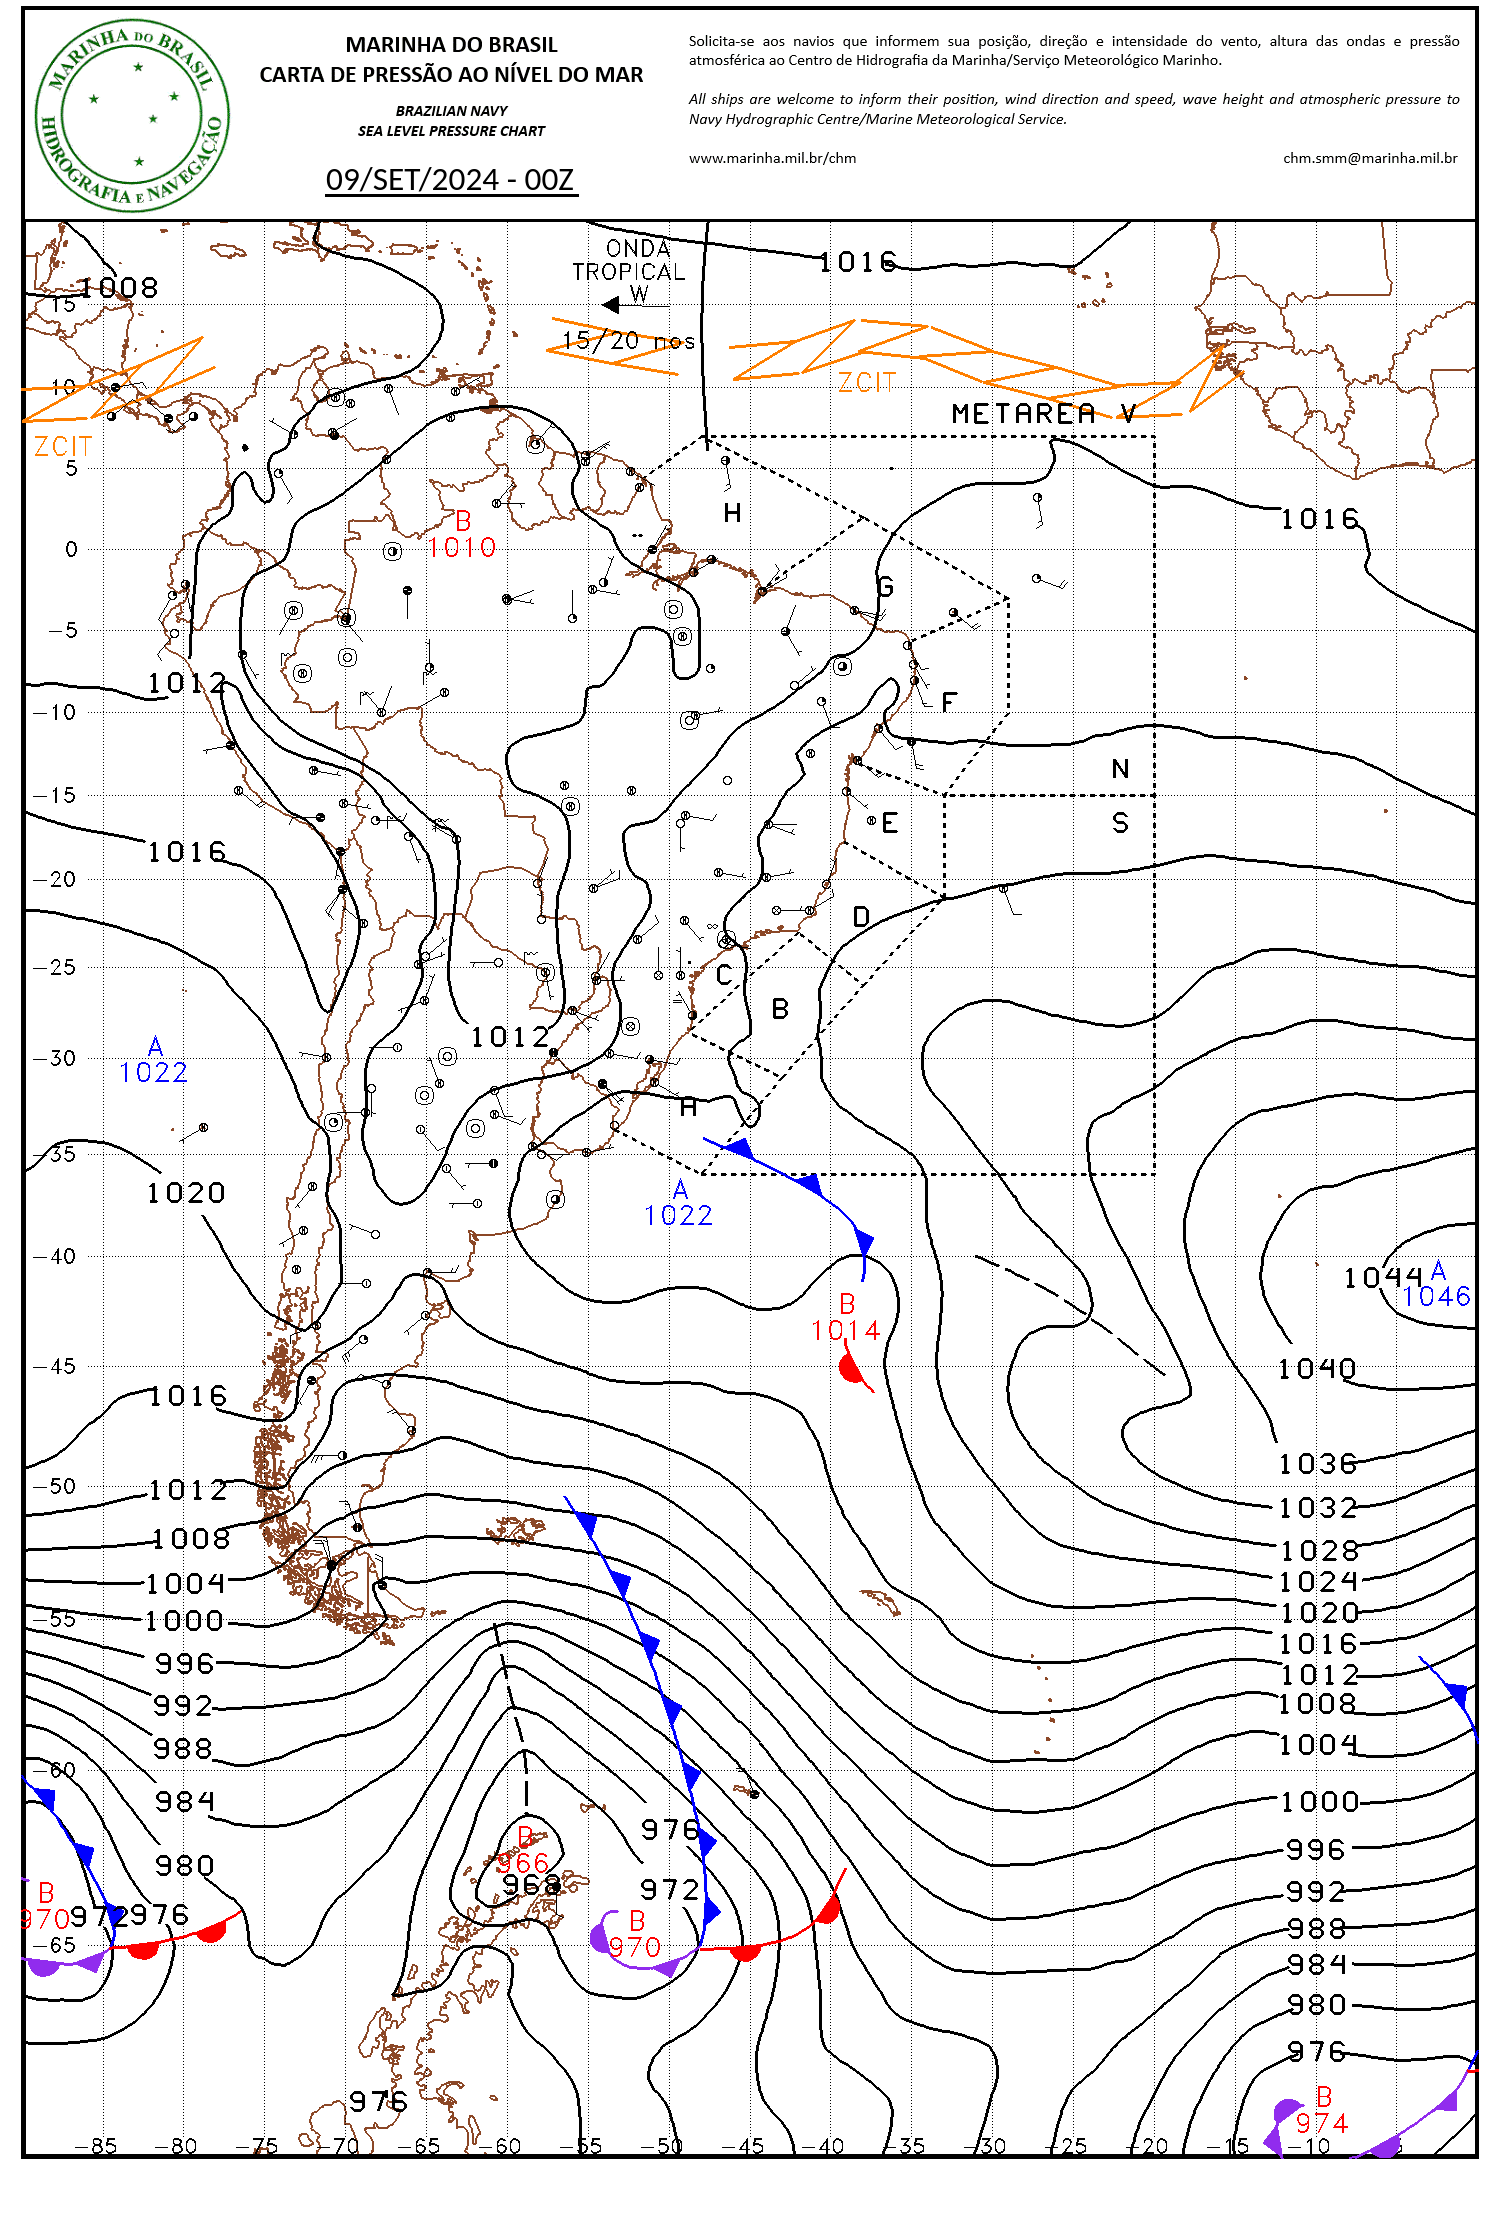 MARINHA DO BRASIL
HIDROGRAFIA E NAVEGAÇÃO
MARINHA DO BRASIL
CARTA DE PRESSÃO AO NÍVEL DO MAR
BRAZILIAN NAVY
SEA LEVEL PRESSURE CHART
09/SET/2024 - 00Z
Solicita-se aos navios que informem sua posição, direção e intensidade do vento, altura das ondas e pressão
atmosférica ao Centro de Hidrografia da Marinha/Serviço Meteorológico Marinho.
All ships are welcome to inform their position, wind direction and speed, wave height and atmospheric pressure to
Navy Hydrographic Centre/Marine Meteorological Service.
www.marinha.mil.br/chm chm.smm@marinha.mil.br
ONDA
TROPICAL
W
1016
1008
15
15/20 nos
10
ZCIT
METAREA V
ZCIT
5
H
B
1010
1016
0
G
-5
1012
F
-10
N
-15
E
S
1016
-20
D
-25
C
B
1012
A
1022
-30
H
-35
1020
A
1022
-40
1044
A
1046
B
1014
-45
1040
1016
1036
-50
1012
1032
1008
1028
1004
1024
-55
1000
1020
996
1016
1012
992
1008
988
1004
-60
984
1000
976
B
966
996
980
968
972
992
B
970
972
976
B
970
988
-65
984
980
976
976
B
974
-85 -80 -75 -70 -65 -60 -55 -50 -45 -40 -35 -30 -25 -20 -15 -10 -5